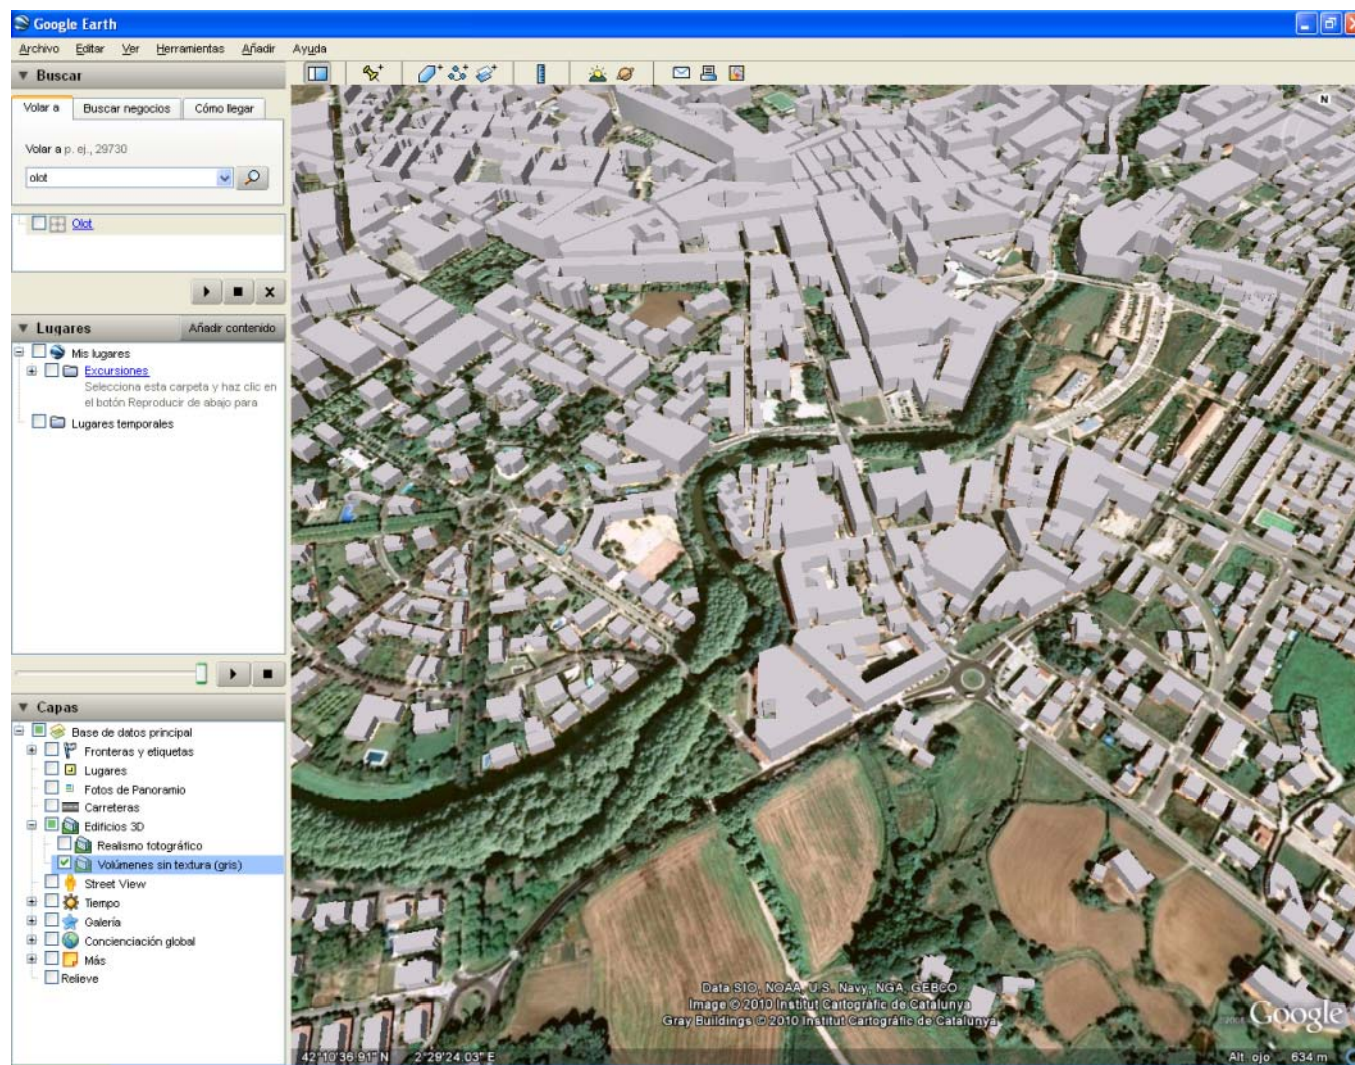 Google Earth
Archivo Editar Ver Herramientas Añadir Ayuda
Buscar
Volar a Buscar negocios Cómo llegar
Volar a p. ej., 29730
olot
Olot
Lugares Añadir contenido
Mis lugares
Excursiones
Selecciona esta carpeta y haz clic en
el botón Reproducir de abajo para
Lugares temporales
Capas
Base de datos principal
Fronteras y etiquetas
Lugares
Fotos de Panoramio
Carreteras
Edificios 3D
Realismo fotográfico
Volúmenes sin textura (gris)
Street View
Tiempo
Galería
Concienciación global
Más
Relieve
N
Data SIO, NOAA, U.S. Navy, NGA, GEBCO
Image © 2010 Institut Cartogràfic de Catalunya
Gray Buildings © 2010 Institut Cartogràfic de Catalunya
Google
42°10'36.91" N 2°29'24.03" E
Alt. ojo 634 m